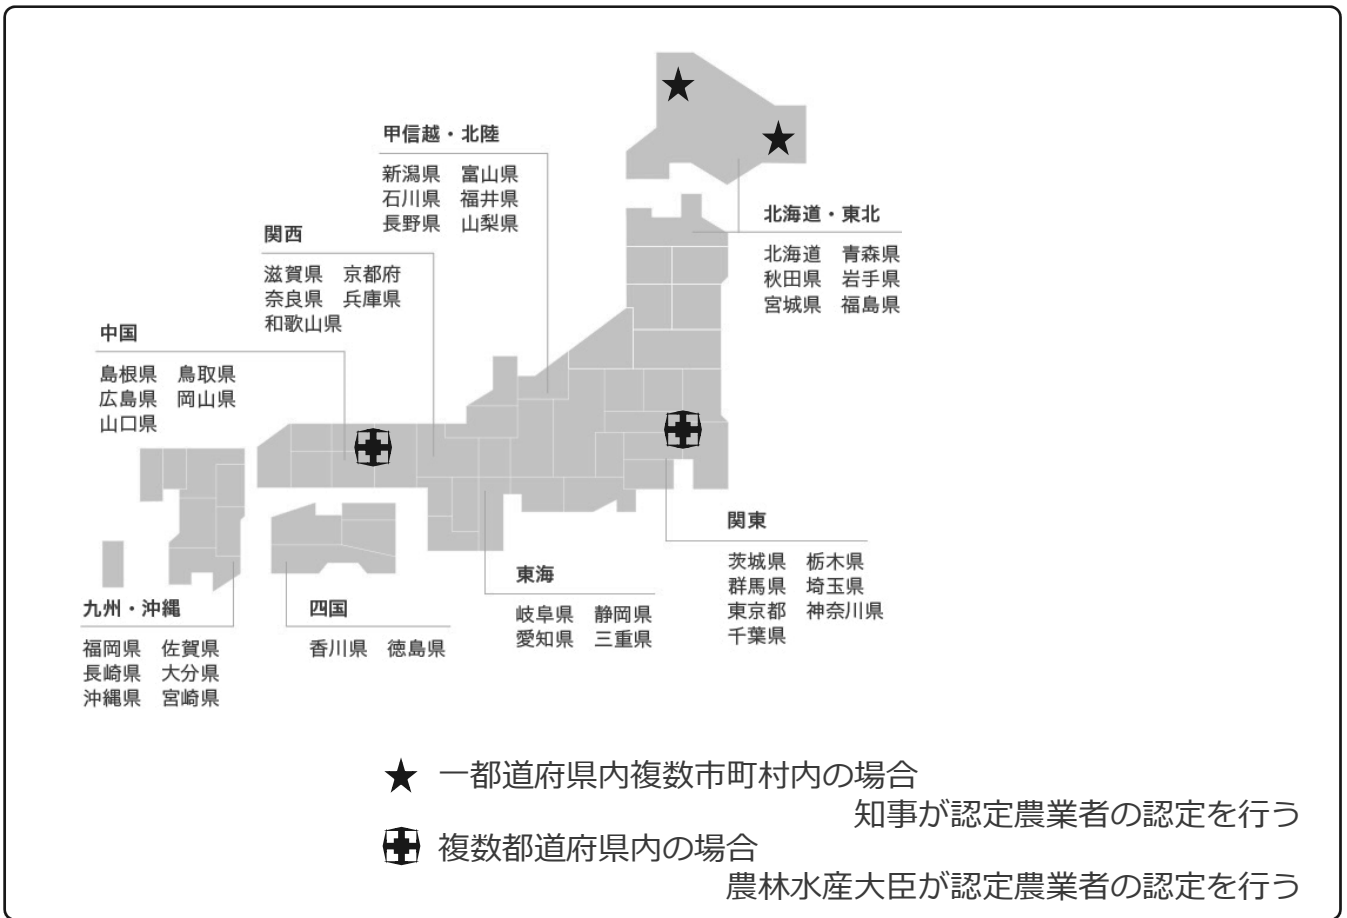 甲信越・北陸
新潟県　富山県
石川県　福井県
長野県　山梨県
北海道・東北
北海道　青森県
秋田県　岩手県
宮城県　福島県
関西
滋賀県　京都府
奈良県　兵庫県
和歌山県
中国
島根県　鳥取県
広島県　岡山県
山口県
関東
茨城県　栃木県
群馬県　埼玉県
東京都　神奈川県
千葉県
東海
岐阜県　静岡県
愛知県　三重県
九州・沖縄
福岡県　佐賀県
長崎県　大分県
沖縄県　宮崎県
四国
香川県　徳島県
★ 一都道府県内複数市町村内の場合
知事が認定農業者の認定を行う
複数都道府県内の場合
農林水産大臣が認定農業者の認定を行う